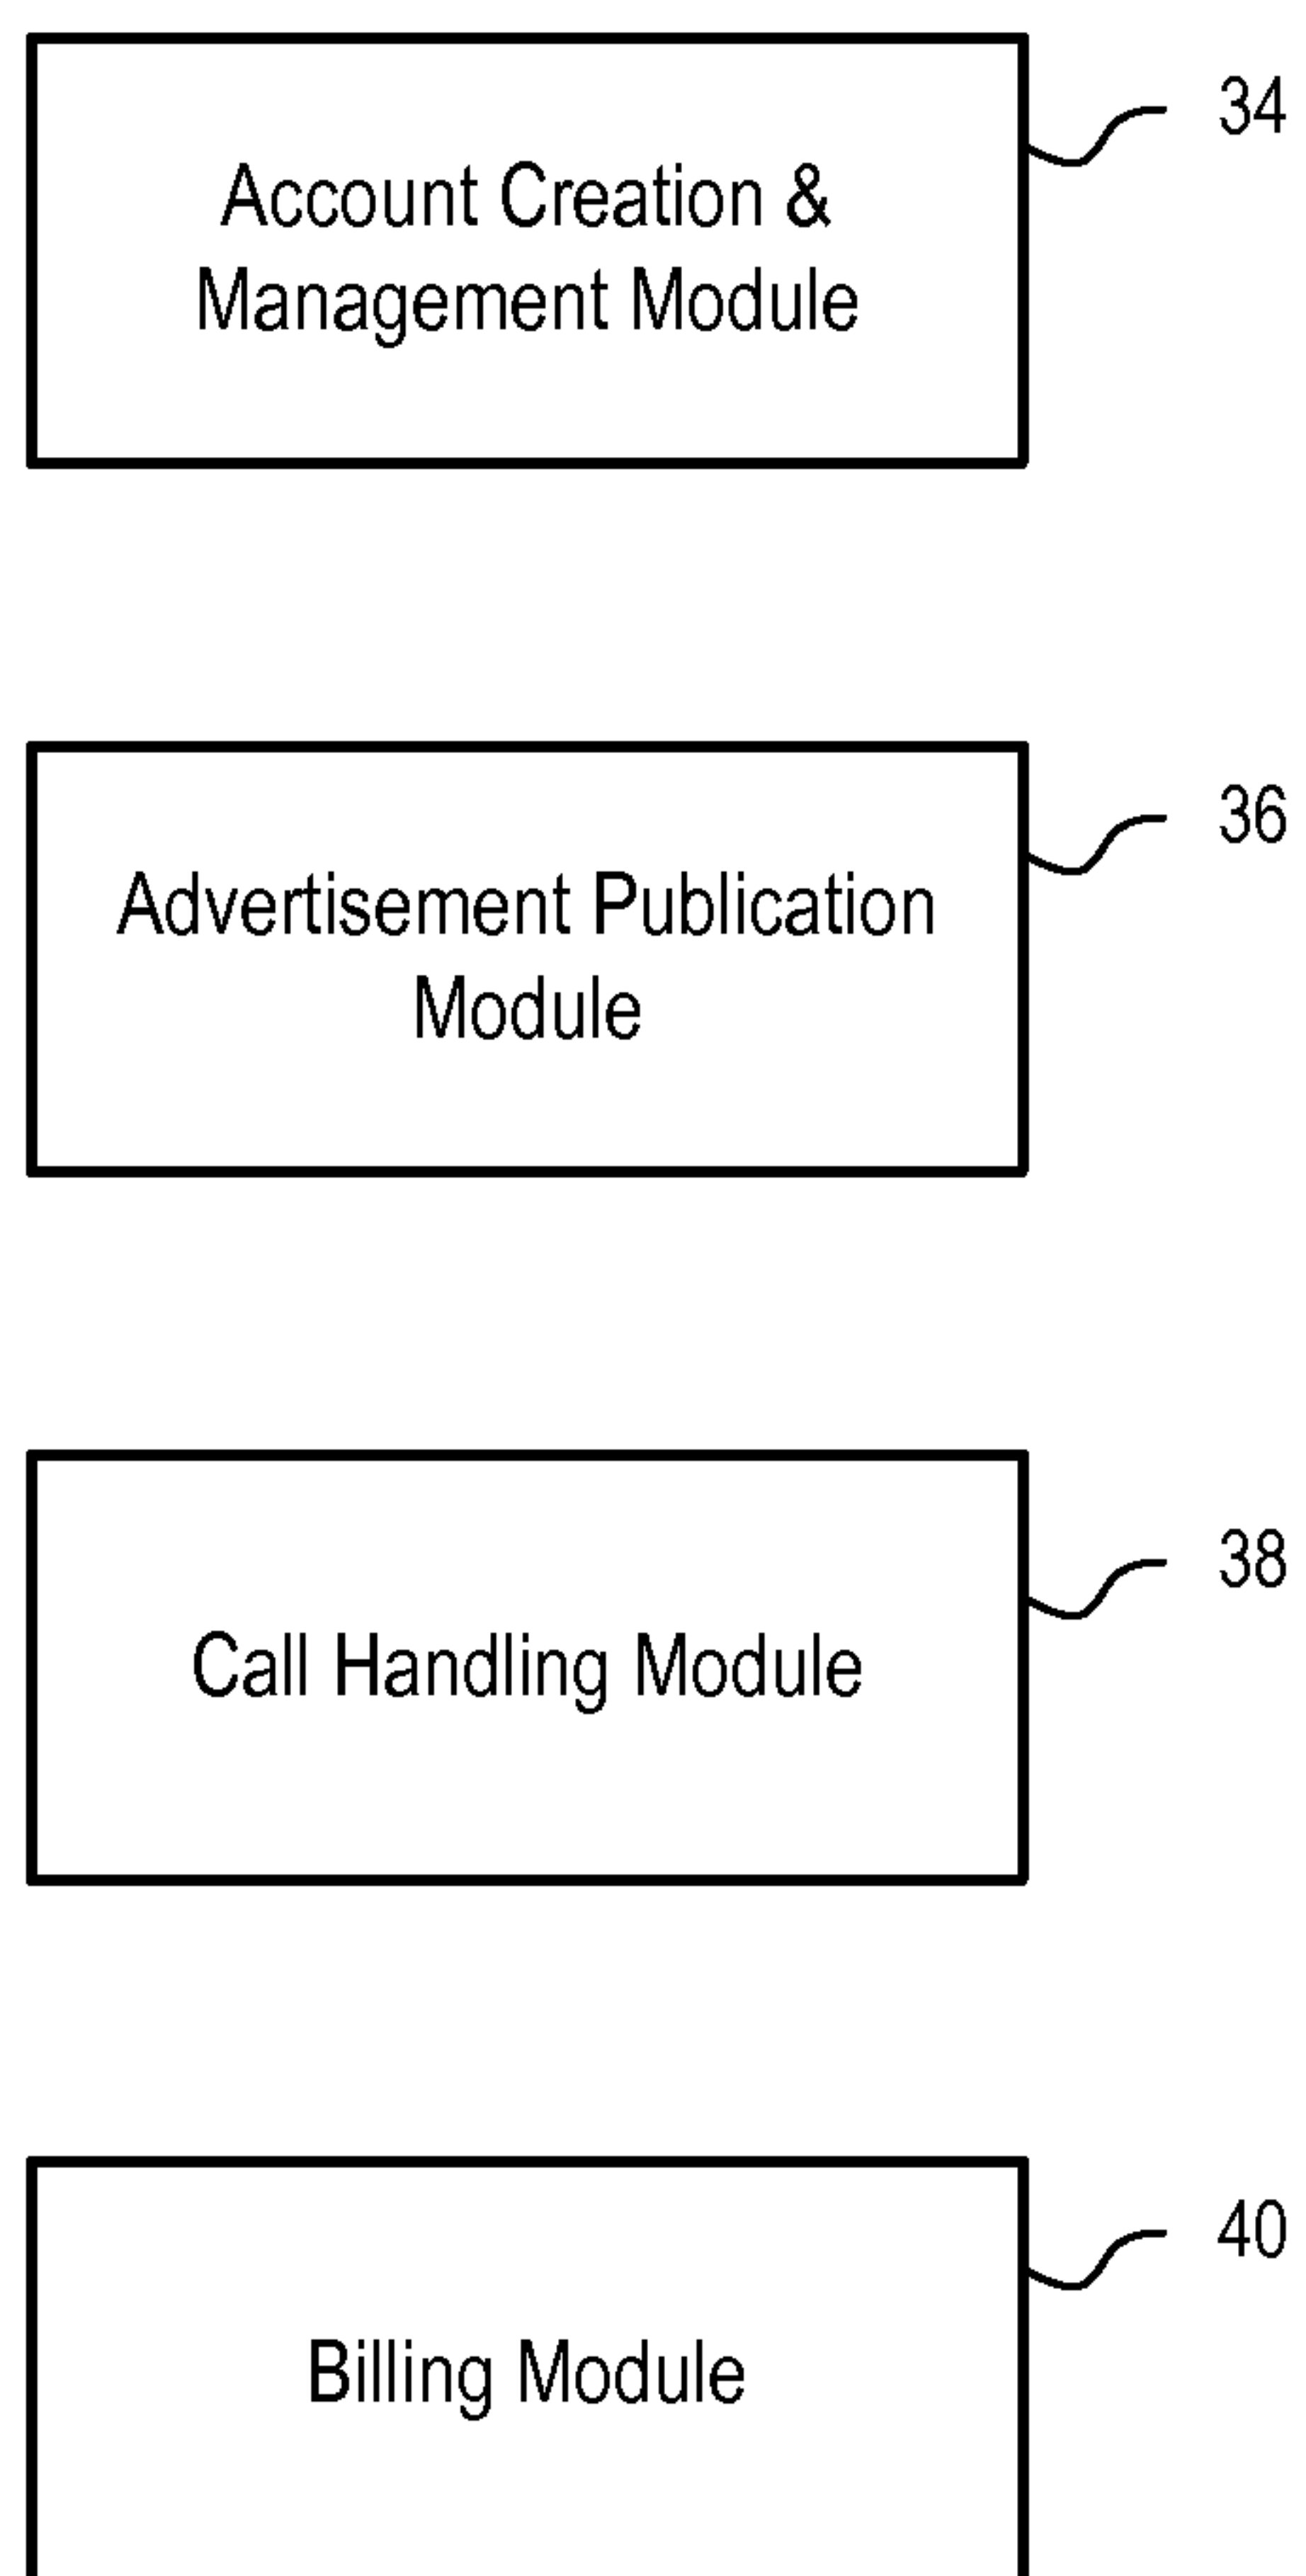 34
Account Creation &
Management Module
36
Advertisement Publication
Module
38
Call Handling Module
40
Billing Module